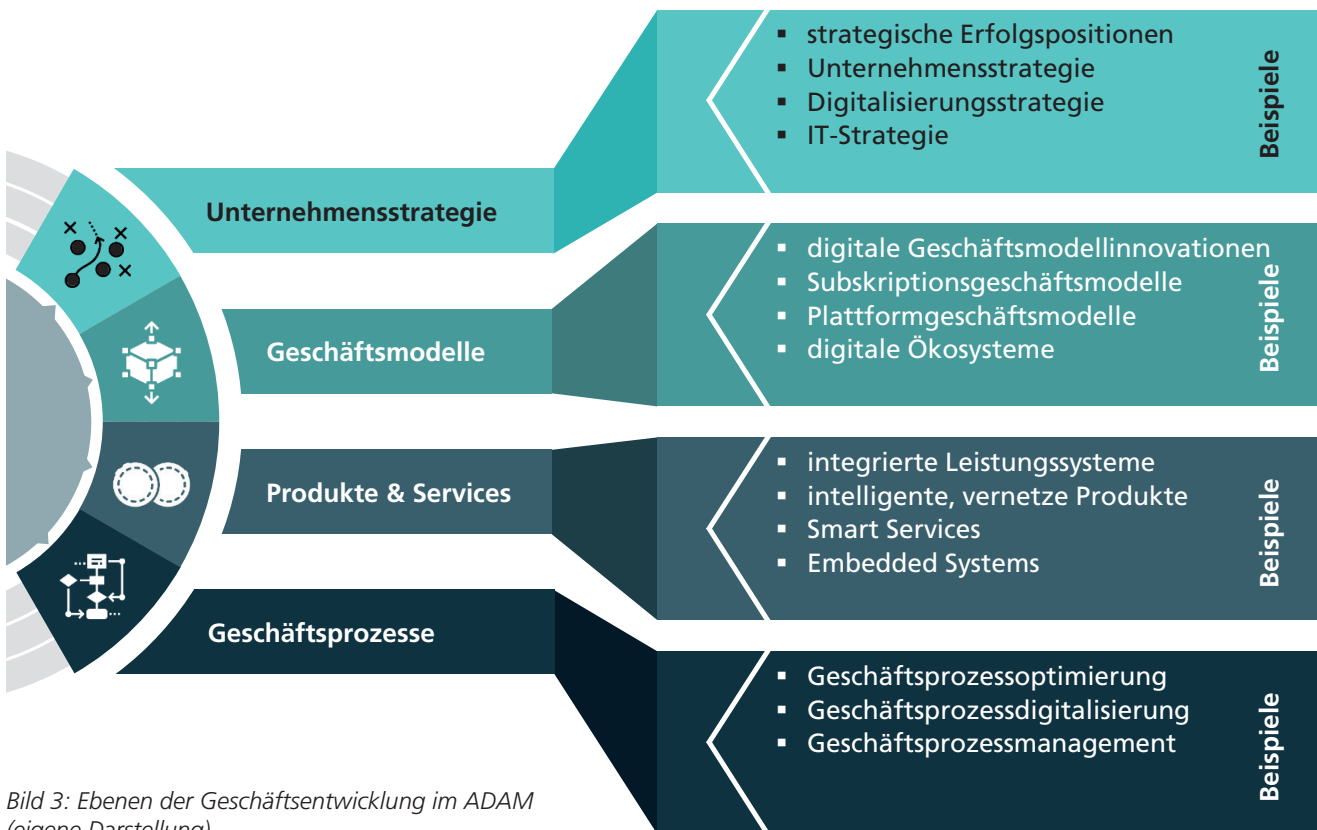 Unternehmensstrategie
▪ strategische Erfolgspositionen
▪ Unternehmensstrategie
▪ Digitalisierungsstrategie
▪ IT-Strategie
Beispiele
Geschäftsmodelle
▪ digitale Geschäftsmodellinnovationen
▪ Subskriptionsgeschäftsmodelle
▪ Plattformgeschäftsmodelle
▪ digitale Ökosysteme
Beispiele
Produkte & Services
▪ integrierte Leistungssysteme
▪ intelligente, vernetze Produkte
▪ Smart Services
▪ Embedded Systems
Beispiele
Geschäftsprozesse
▪ Geschäftsprozessoptimierung
▪ Geschäftsprozessdigitalisierung
▪ Geschäftsprozessmanagement
Beispiele
Bild 3: Ebenen der Geschäftsentwicklung im ADAM
(eigene Darstellung)